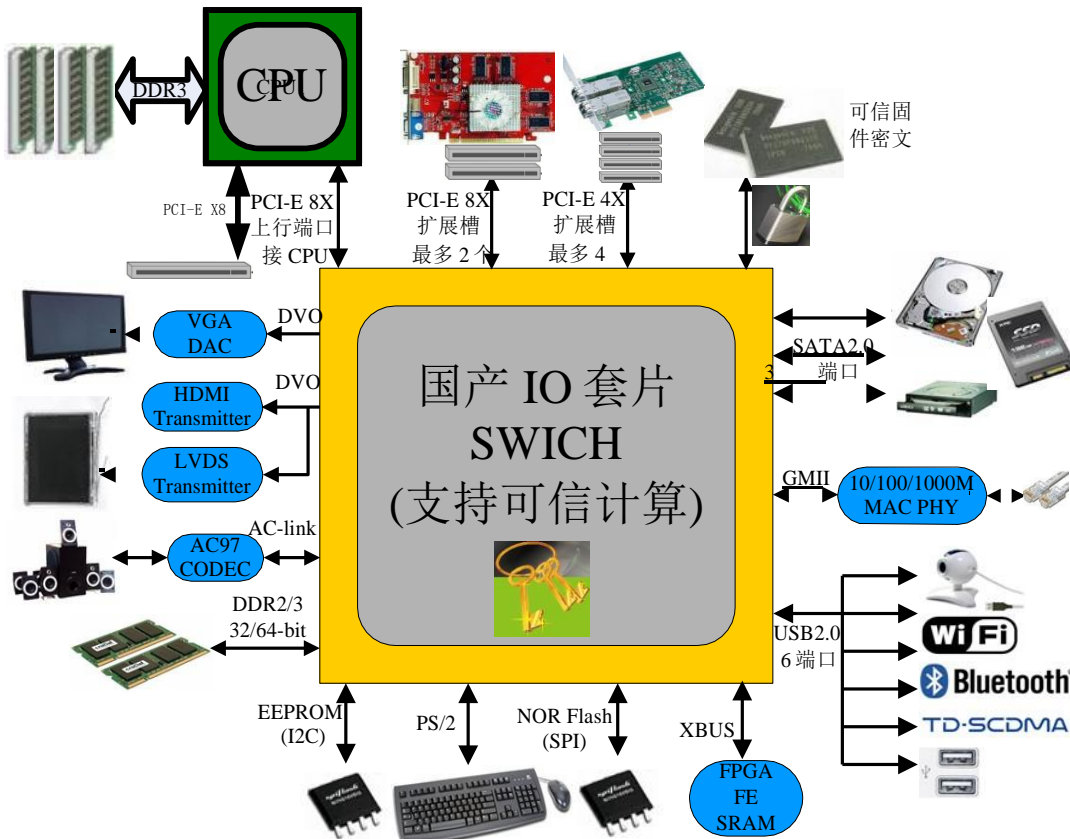 DDR3
CPU
CPU
可信固
件密文
PCI-E X8
PCI-E 8X
上行端口
接 CPU
PCI-E 8X
扩展槽
最多 2 个
PCI-E 4X
扩展槽
最多 4
DVO
VGA
DAC
DVO
HDMI
Transmitter
LVDS
Transmitter
AC-link
AC97
CODEC
DDR2/3
32/64-bit
国产 IO 套片
SWICH
(支持可信计算)
SATA2.0
3 端口
SSD
GMII
10/100/1000M
MAC PHY
USB2.0
6 端口
WiFi
Bluetooth
TD-SCDMA
EEPROM
(I2C)
PS/2
NOR Flash
(SPI)
XBUS
FPGA
FE
SRAM